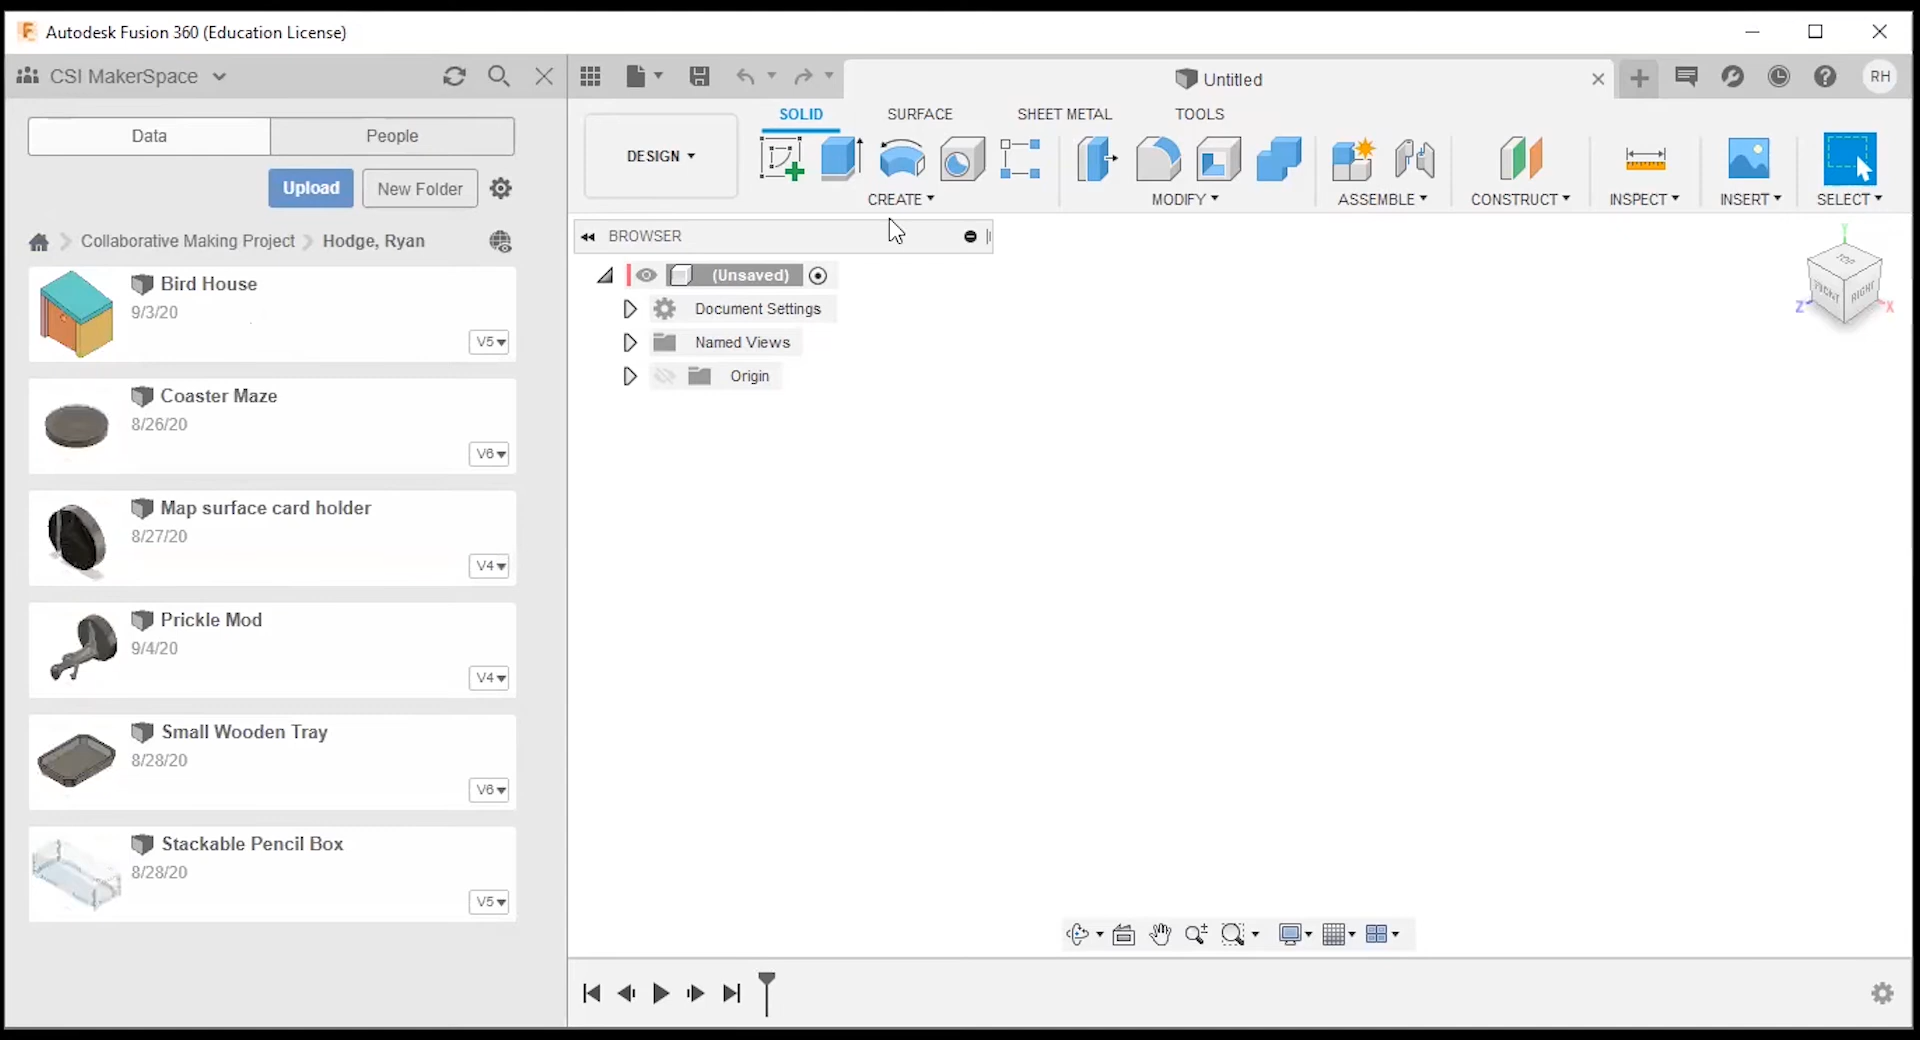 Autodesk Fusion 360 (Education License)
CSI MakerSpace
Untitled
RH
Data
People
Upload
New Folder
Collaborative Making Project
Hodge, Ryan
Bird House
9/3/20
V5
Coaster Maze
8/26/20
V6
Map surface card holder
8/27/20
V4
Prickle Mod
9/4/20
V4
Small Wooden Tray
8/28/20
V6
Stackable Pencil Box
8/28/20
V5
DESIGN
SOLID
SURFACE
SHEET METAL
TOOLS
CREATE
MODIFY
ASSEMBLE
CONSTRUCT
INSPECT
INSERT
SELECT
BROWSER
(Unsaved)
Document Settings
Named Views
Origin
Y
TOP
FRONT
RIGHT
Z
X